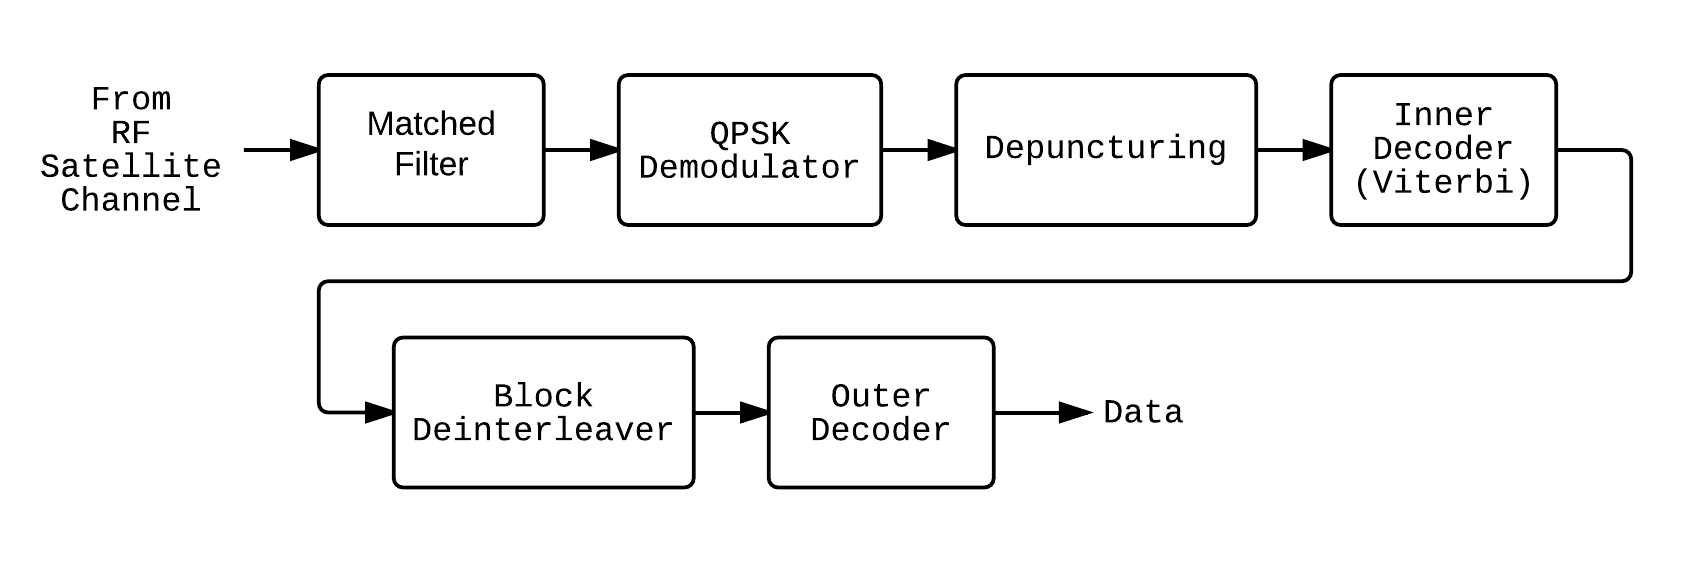 From
RF
Satellite
Channel
Matched
Filter
QPSK
Demodulator
Depuncturing
Inner
Decoder
(Viterbi)
Block
Deinterleaver
Outer
Decoder
Data